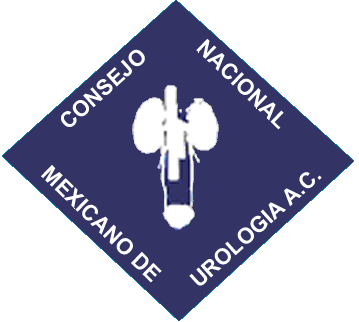 CONSEJO
NACIONAL
MEXICANO DE
UROLOGIA A.C.